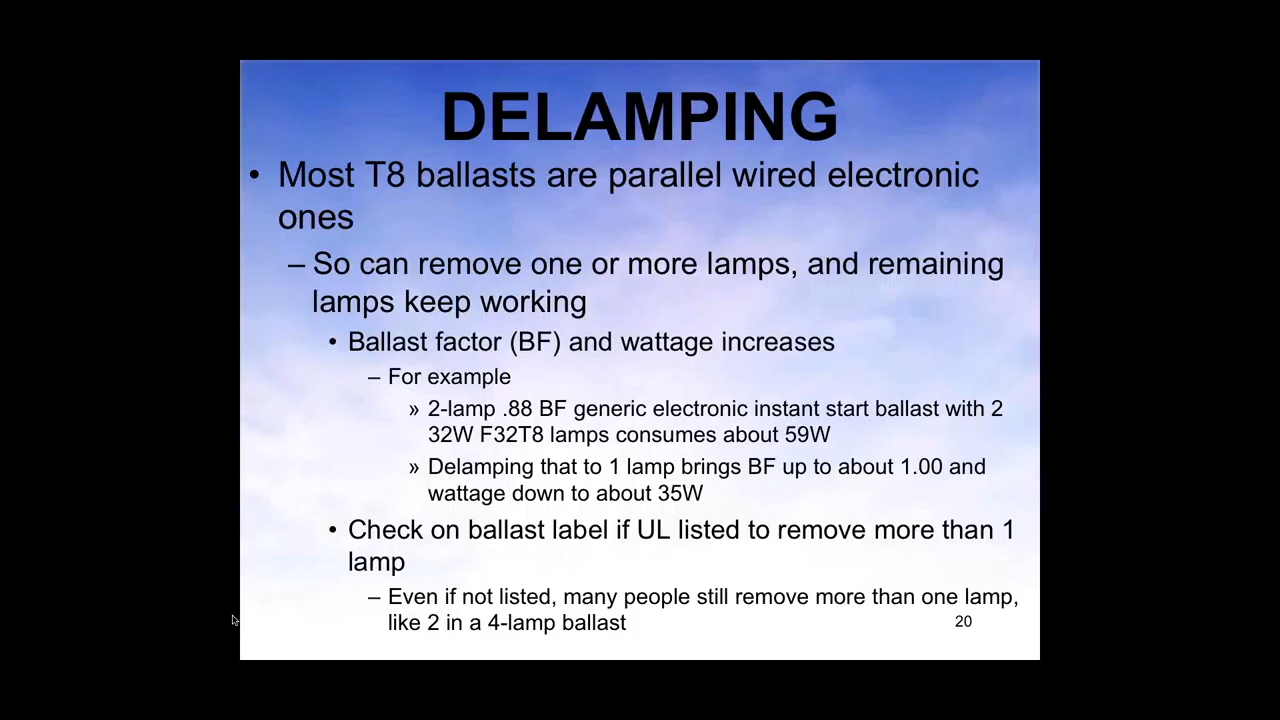 DELAMPING
• Most T8 ballasts are parallel wired electronic
ones
– So can remove one or more lamps, and remaining
lamps keep working
• Ballast factor (BF) and wattage increases
– For example
» 2-lamp .88 BF generic electronic instant start ballast with 2
32W F32T8 lamps consumes about 59W
» Delamping that to 1 lamp brings BF up to about 1.00 and
wattage down to about 35W
• Check on ballast label if UL listed to remove more than 1
lamp
– Even if not listed, many people still remove more than one lamp,
like 2 in a 4-lamp ballast
20